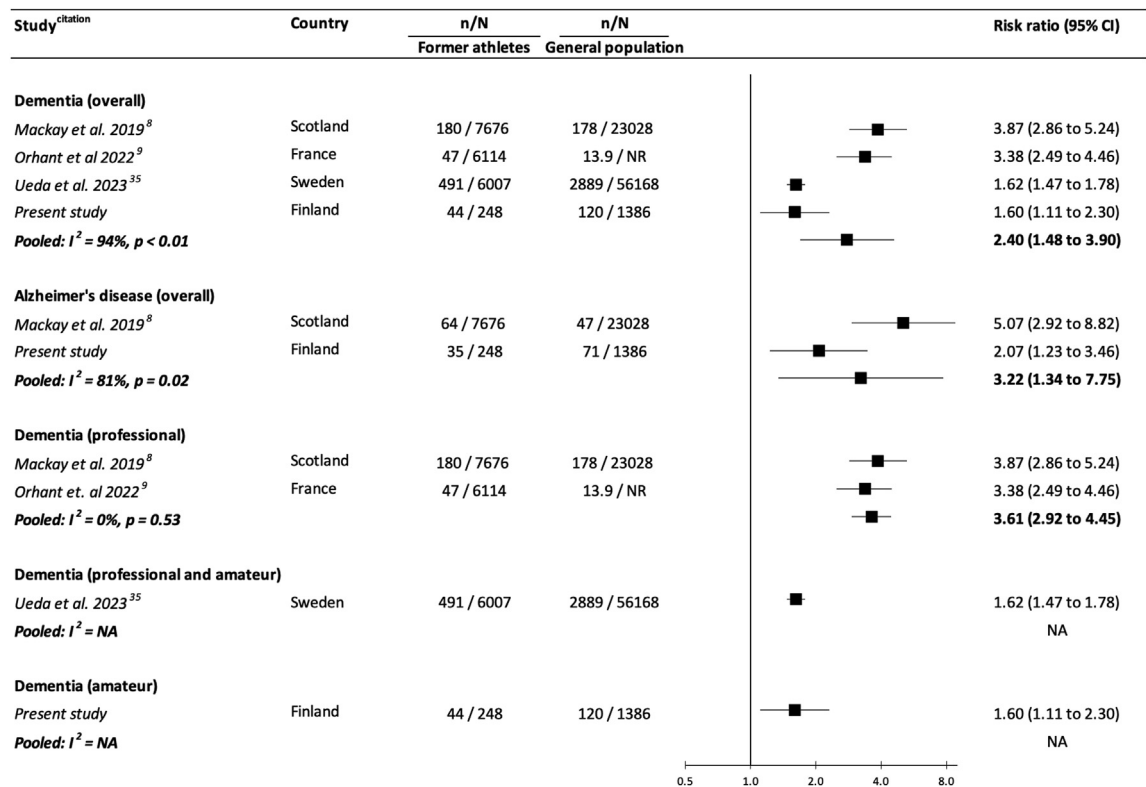 Study^citation Country n/N n/N Risk ratio (95% CI)
Former athletes General population
Dementia (overall)
Mackay et al. 2019^8 Scotland 180 / 7676 178 / 23028 3.87 (2.86 to 5.24)
Orhant et al 2022^9 France 47 / 6114 13.9 / NR 3.38 (2.49 to 4.46)
Ueda et al. 2023^35 Sweden 491 / 6007 2889 / 56168 1.62 (1.47 to 1.78)
Present study Finland 44 / 248 120 / 1386 1.60 (1.11 to 2.30)
Pooled: I^2 = 94%, p < 0.01 2.40 (1.48 to 3.90)
Alzheimer's disease (overall)
Mackay et al. 2019^8 Scotland 64 / 7676 47 / 23028 5.07 (2.92 to 8.82)
Present study Finland 35 / 248 71 / 1386 2.07 (1.23 to 3.46)
Pooled: I^2 = 81%, p = 0.02 3.22 (1.34 to 7.75)
Dementia (professional)
Mackay et al. 2019^8 Scotland 180 / 7676 178 / 23028 3.87 (2.86 to 5.24)
Orhant et. al 2022^9 France 47 / 6114 13.9 / NR 3.38 (2.49 to 4.46)
Pooled: I^2 = 0%, p = 0.53 3.61 (2.92 to 4.45)
Dementia (professional and amateur)
Ueda et al. 2023^35 Sweden 491 / 6007 2889 / 56168 1.62 (1.47 to 1.78)
Pooled: I^2 = NA NA
Dementia (amateur)
Present study Finland 44 / 248 120 / 1386 1.60 (1.11 to 2.30)
Pooled: I^2 = NA NA
0.5 1.0 2.0 4.0 8.0